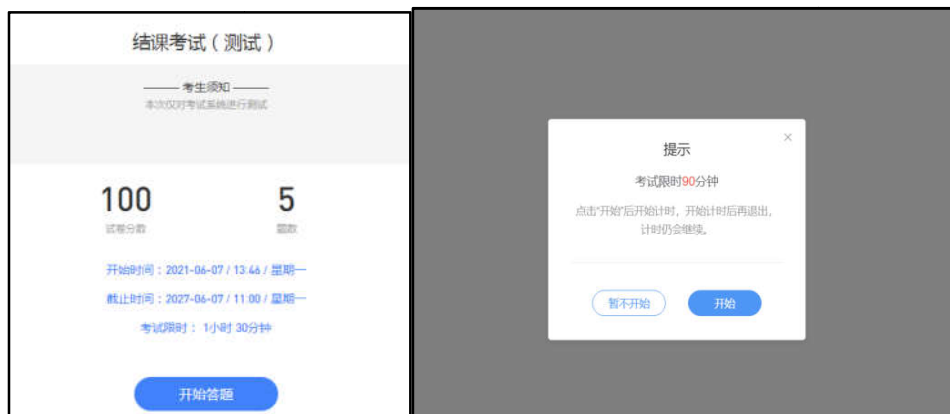 结课考试（测试）
考生须知
本次仅对考试系统进行测试
100
5
试卷分数
题数
开始时间：2021-06-07 / 13:46 / 星期一
截止时间：2027-06-07 / 11:00 / 星期一
考试限时： 1小时 30分钟
开始答题
提示
考试限时90分钟
点击“开始”后开始计时，开始计时后再退出，
计时仍会继续。
暂不开始
开始